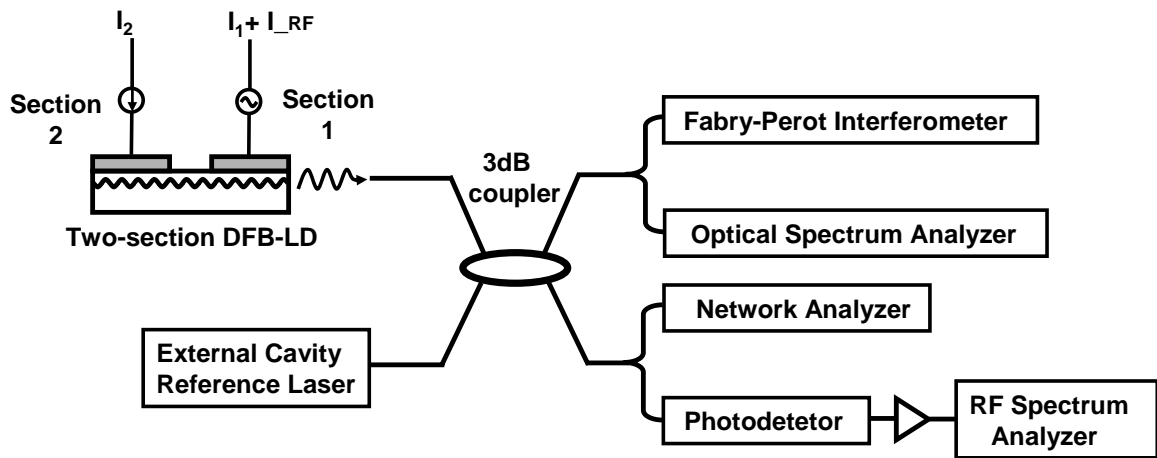 I2
I1+ I_RF
Section
2
Section
1
Two-section DFB-LD
3dB
coupler
External Cavity
Reference Laser
Fabry-Perot Interferometer
Optical Spectrum Analyzer
Network Analyzer
Photodetetor
RF Spectrum
Analyzer